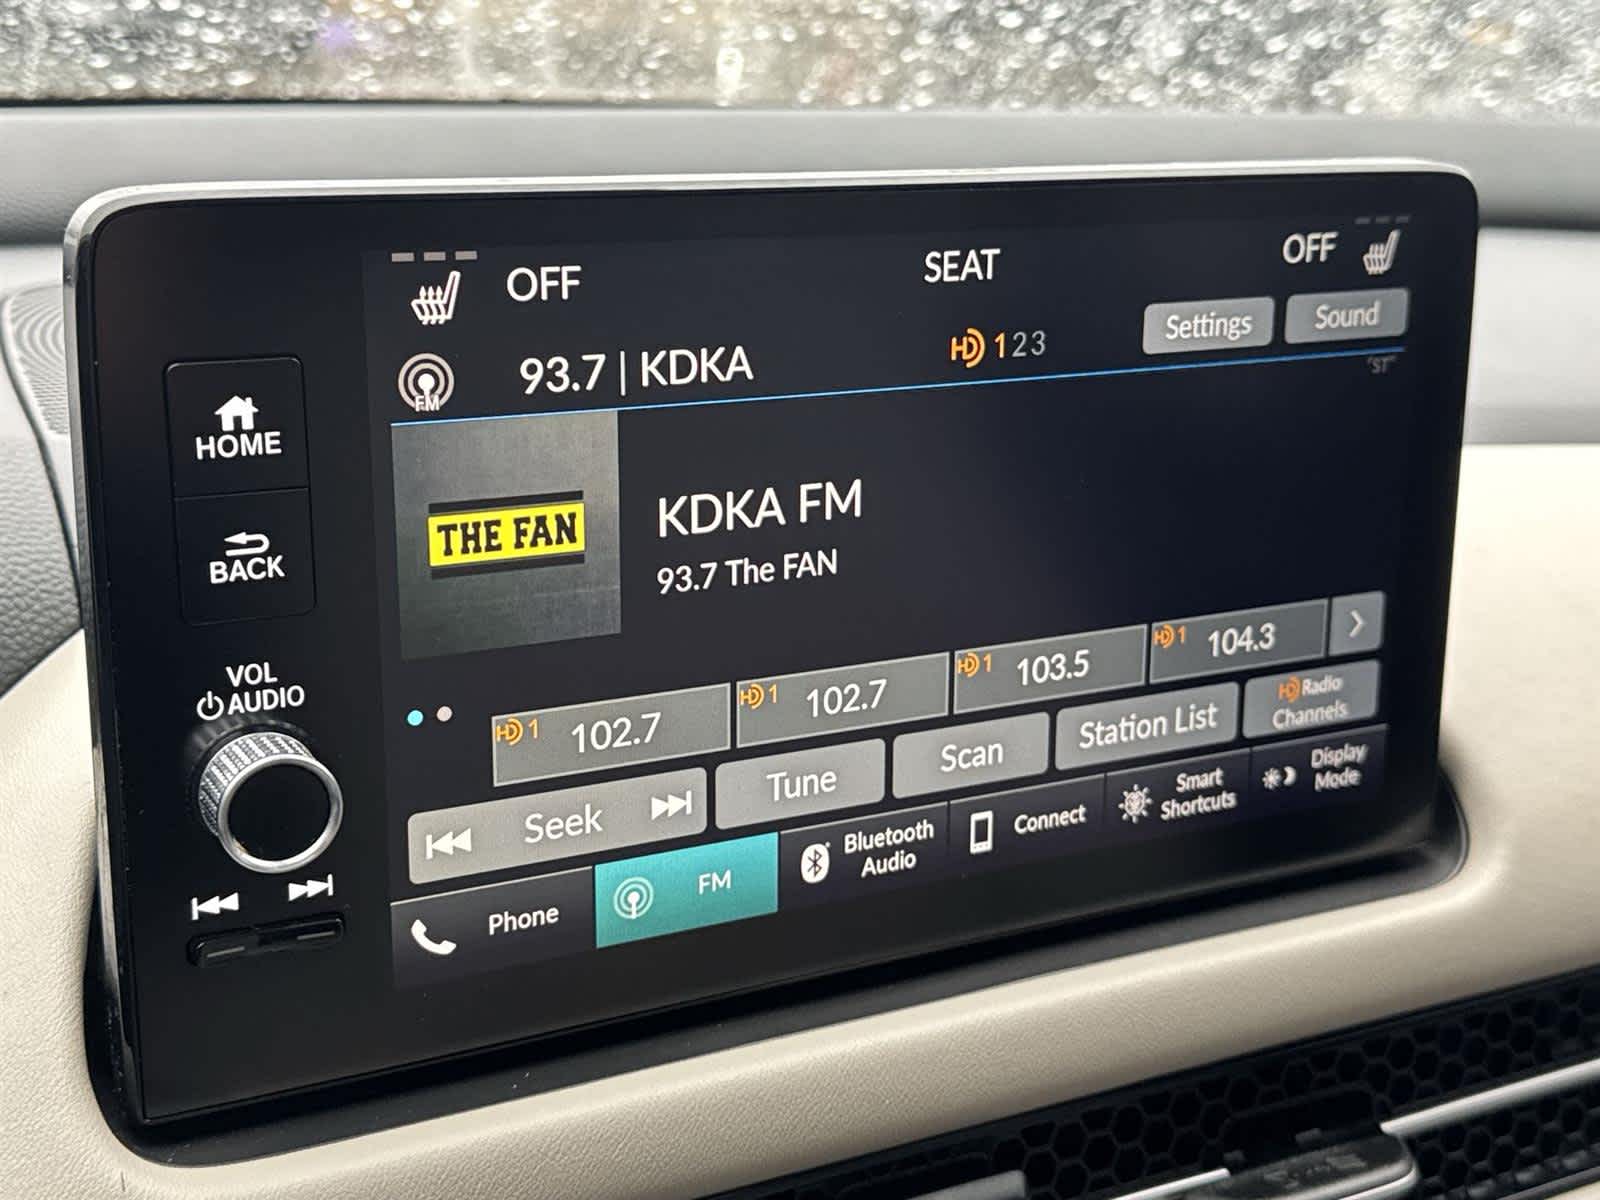 OFF
SEAT
OFF
FM
93.7 | KDKA
HD 1 2 3
Settings
Sound
"ST"
HOME
BACK
VOL
AUDIO
THE FAN
KDKA FM
93.7 The FAN
HD 1 102.7
HD 1 102.7
HD 1 103.5
HD 1 104.3
Seek
Tune
Scan
Station List
HD Radio
Channels
Phone
FM
Bluetooth
Audio
Connect
Smart
Shortcuts
Display
Mode